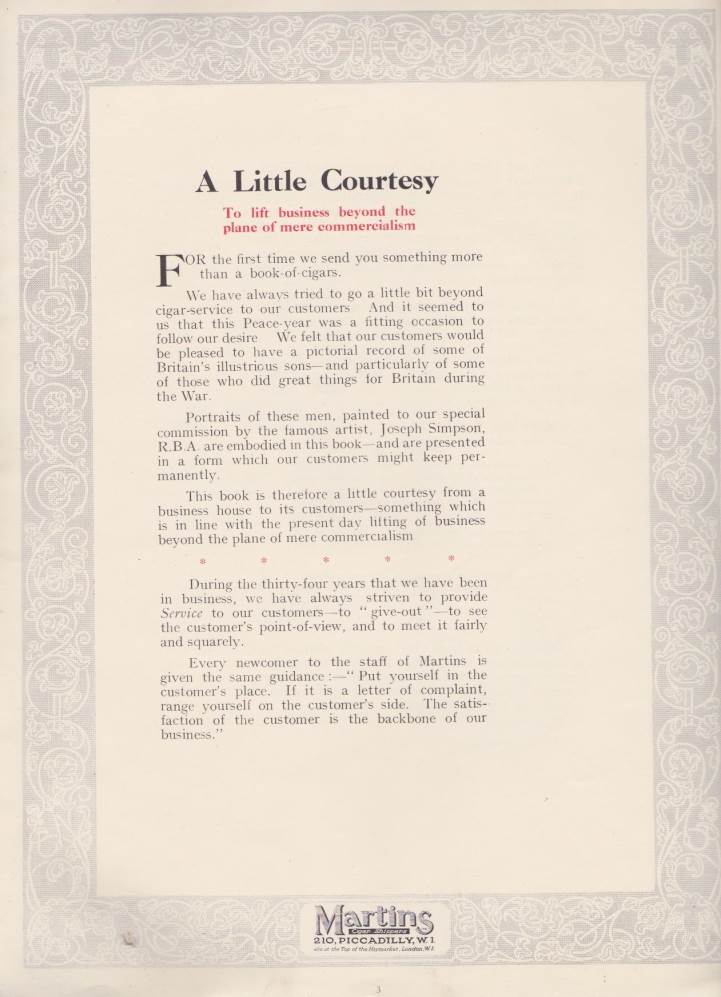 A Little Courtesy
To lift business beyond the
plane of mere commercialism
FOR the first time we send you something more
than a book-of-cigars.
We have always tried to go a little bit beyond
cigar-service to our customers And it seemed to
us that this Peace-year was a fitting occasion to
follow our desire We felt that our customers would
be pleased to have a pictorial record of some of
Britain's illustrious sons—and particularly of some
of those who did great things for Britain during
the War.
Portraits of these men, painted to our special
commission by the famous artist, Joseph Simpson,
R.B.A. are embodied in this book—and are presented
in a form which our customers might keep per-
manently.
This book is therefore a little courtesy from a
business house to its customers—something which
is in line with the present day lifting of business
beyond the plane of mere commercialism
* * * * *
During the thirty-four years that we have been
in business, we have always striven to provide
Service to our customers—to "give-out"—to see
the customer's point-of-view, and to meet it fairly
and squarely.
Every newcomer to the staff of Martins is
given the same guidance :—"Put yourself in the
customer's place. If it is a letter of complaint,
range yourself on the customer's side. The satis-
faction of the customer is the backbone of our
business."
Martins
Cigar Shippers
210, PICCADILLY, W. 1
also at the Top of the Haymarket, London, W.1.
3